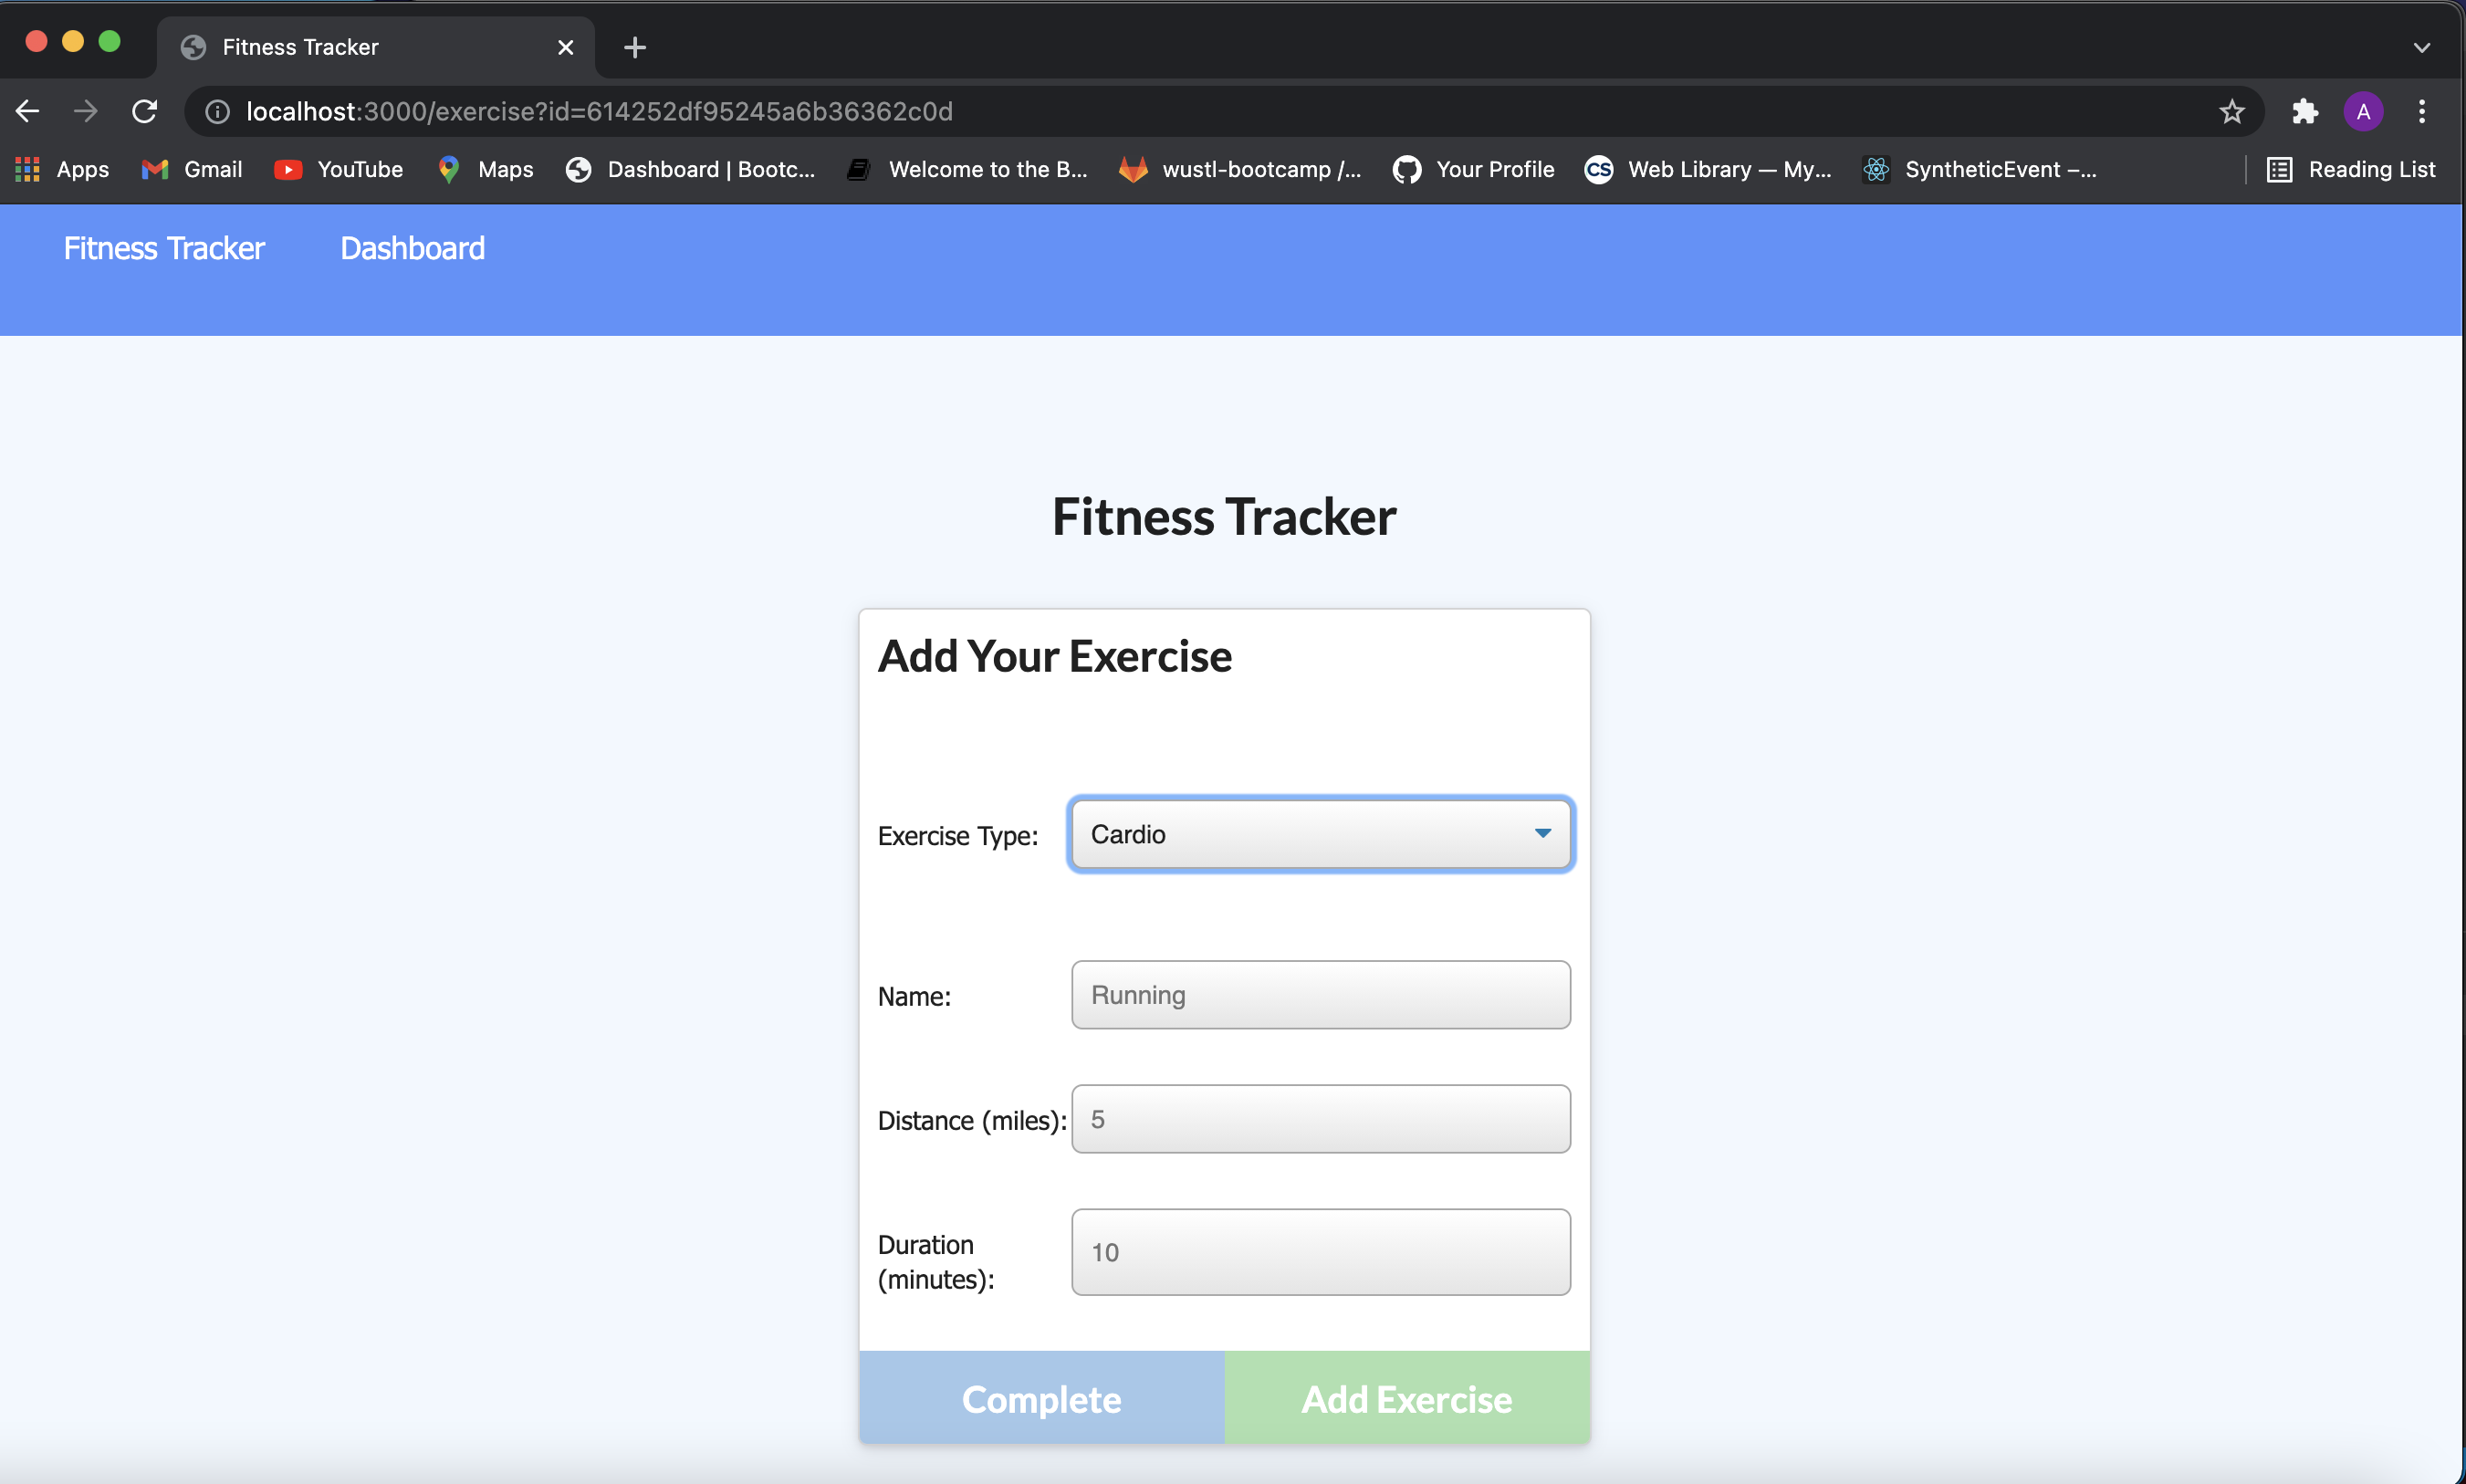 Fitness Tracker
localhost:3000/exercise?id=614252df95245a6b36362c0d
A
Apps Gmail YouTube Maps Dashboard | Bootc... Welcome to the B... wustl-bootcamp /... Your Profile CS Web Library — My... SyntheticEvent –... Reading List
Fitness Tracker Dashboard
Fitness Tracker
Add Your Exercise
Exercise Type: Cardio
Name: Running
Distance (miles): 5
Duration
(minutes): 10
Complete Add Exercise